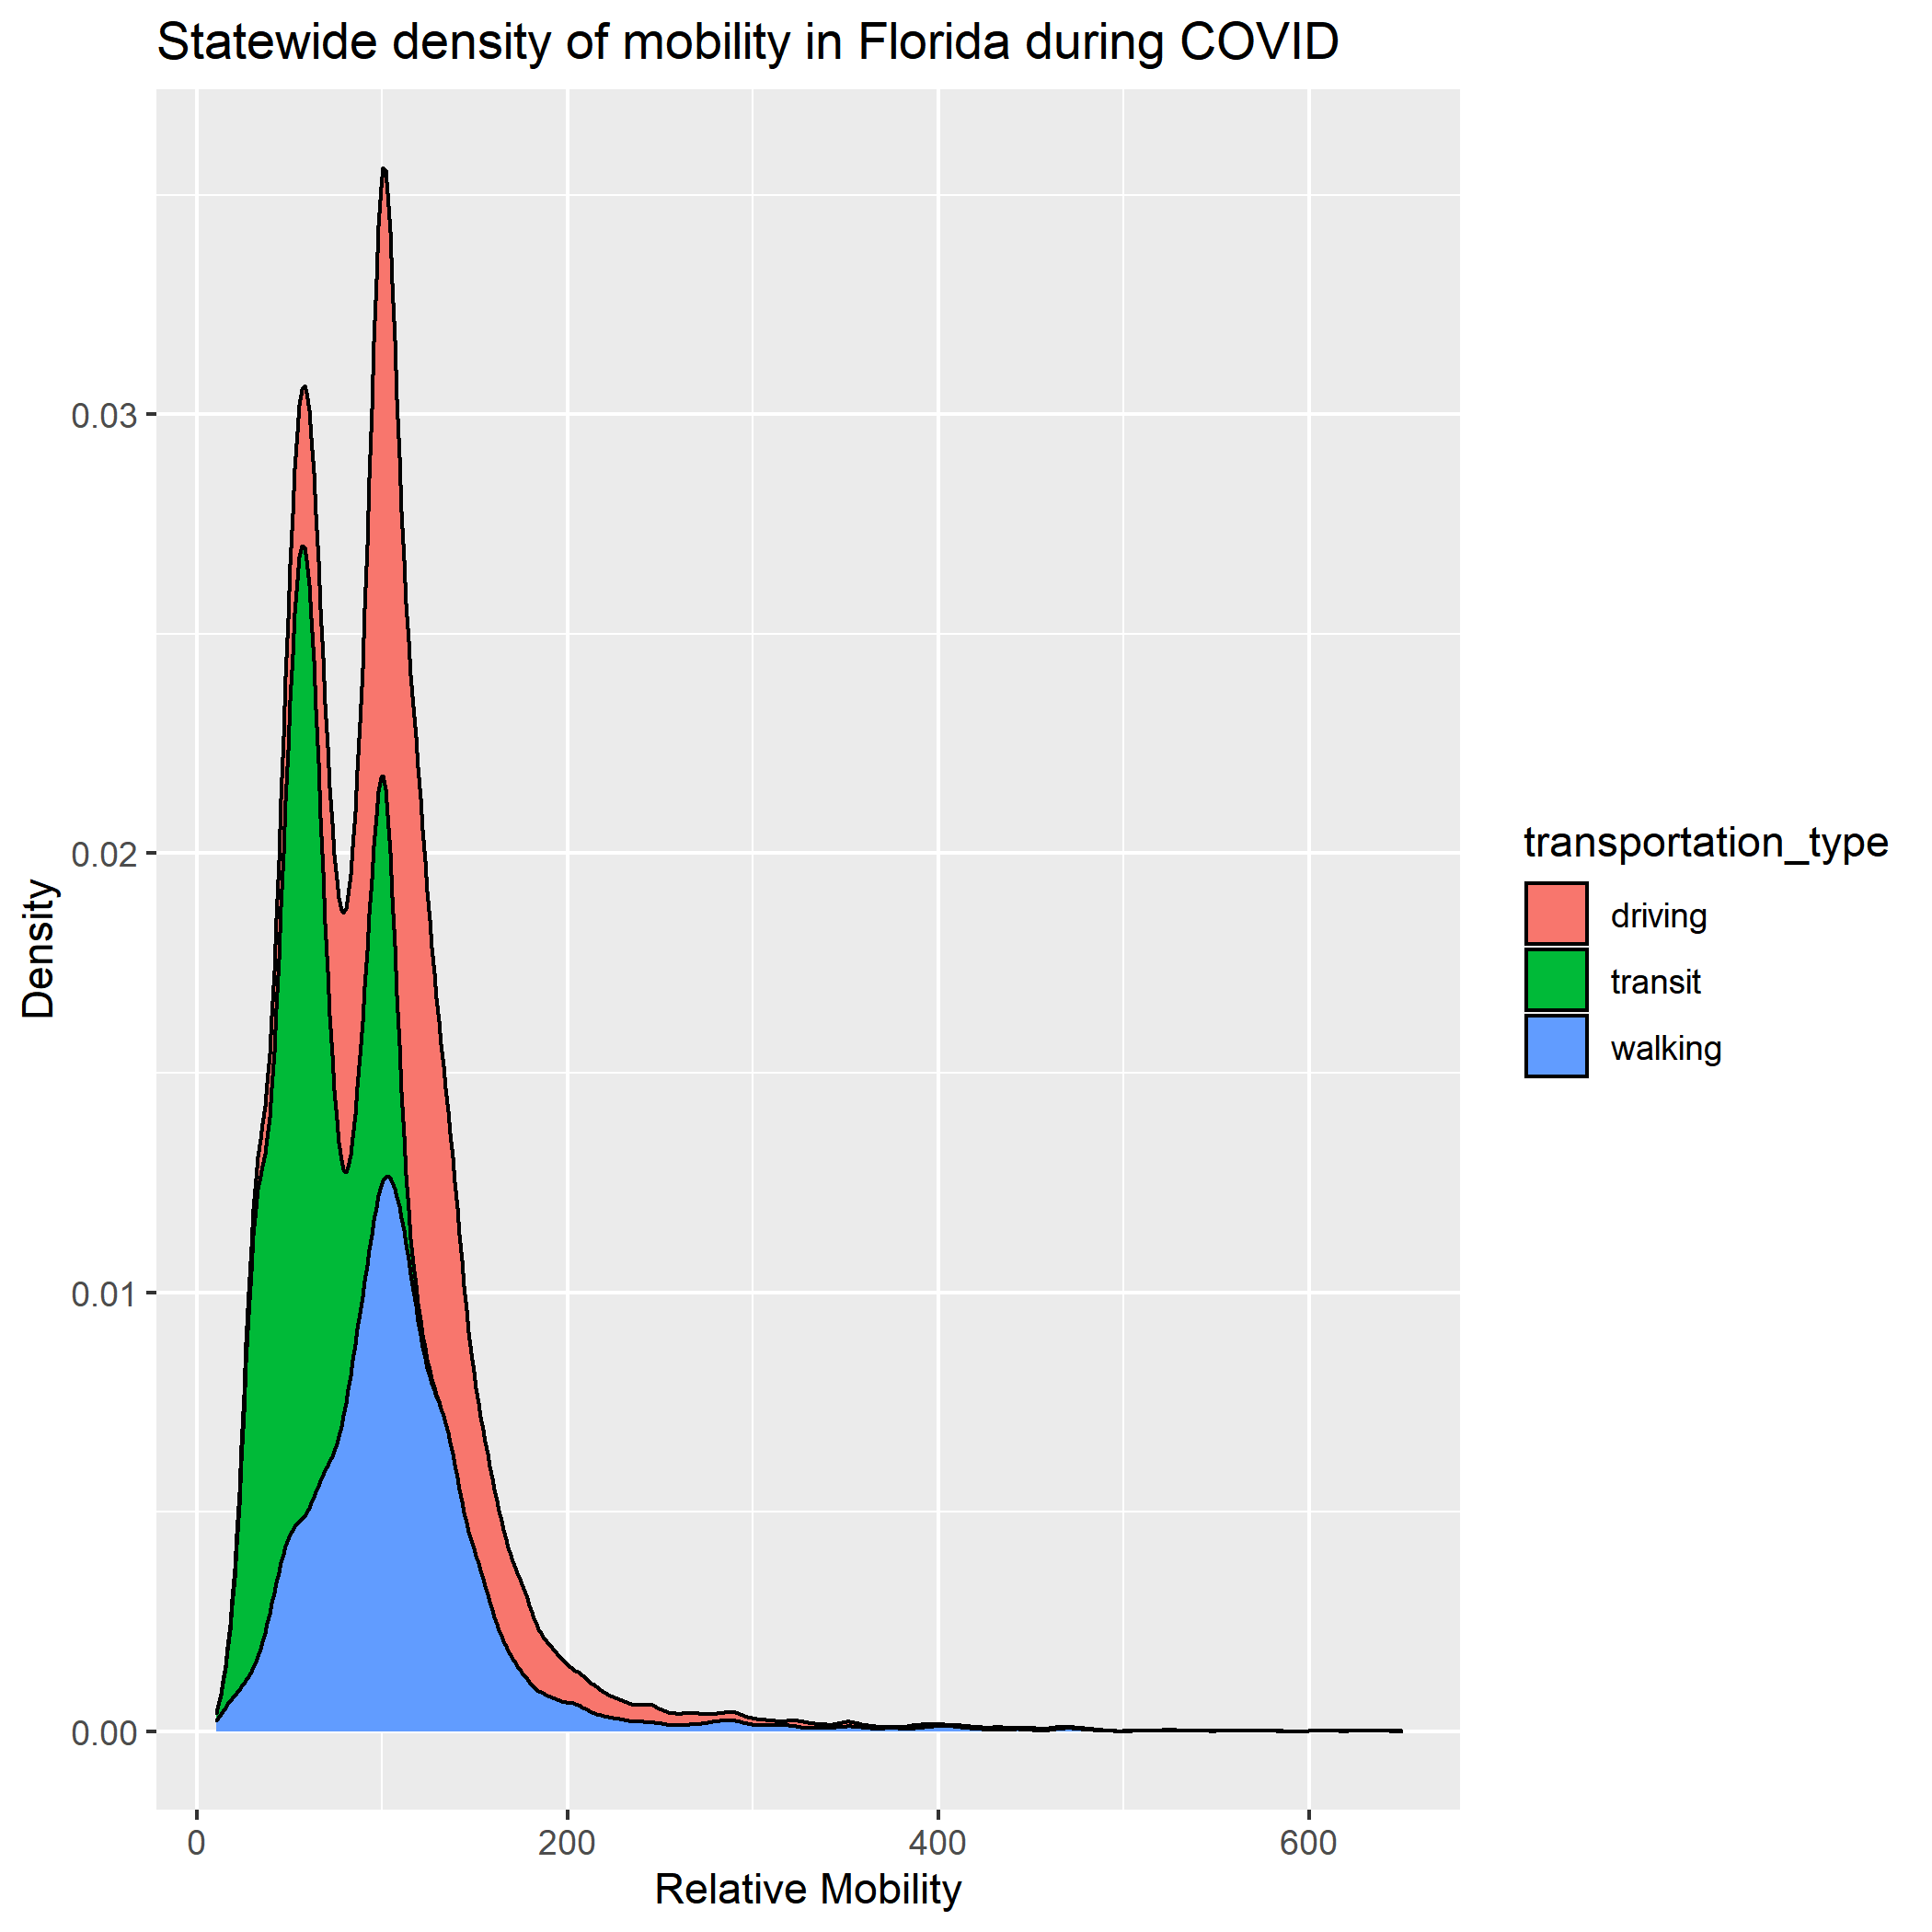 Statewide density of mobility in Florida during COVID
0.03
0.02
0.01
0.00
Density
0 200 400 600
Relative Mobility
transportation_type
driving
transit
walking